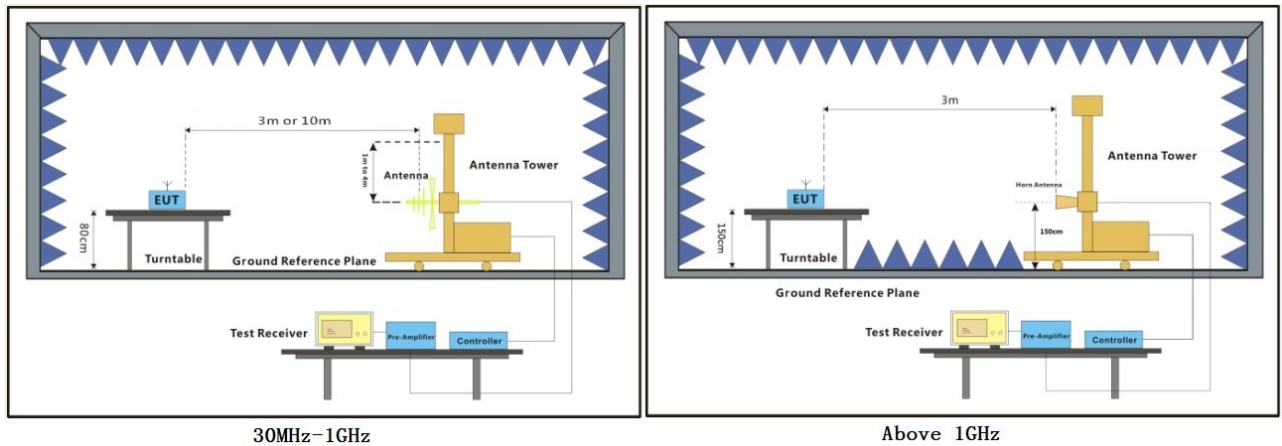 3m or 10m
1m to 4m
Antenna
Antenna Tower
EUT
80cm
Turntable
Ground Reference Plane
Test Receiver
Pre-Amplifier
Controller
30MHz-1GHz
3m
Antenna Tower
Horn Antenna
EUT
150cm
150cm
Turntable
Ground Reference Plane
Test Receiver
Pre-Amplifier
Controller
Above 1GHz